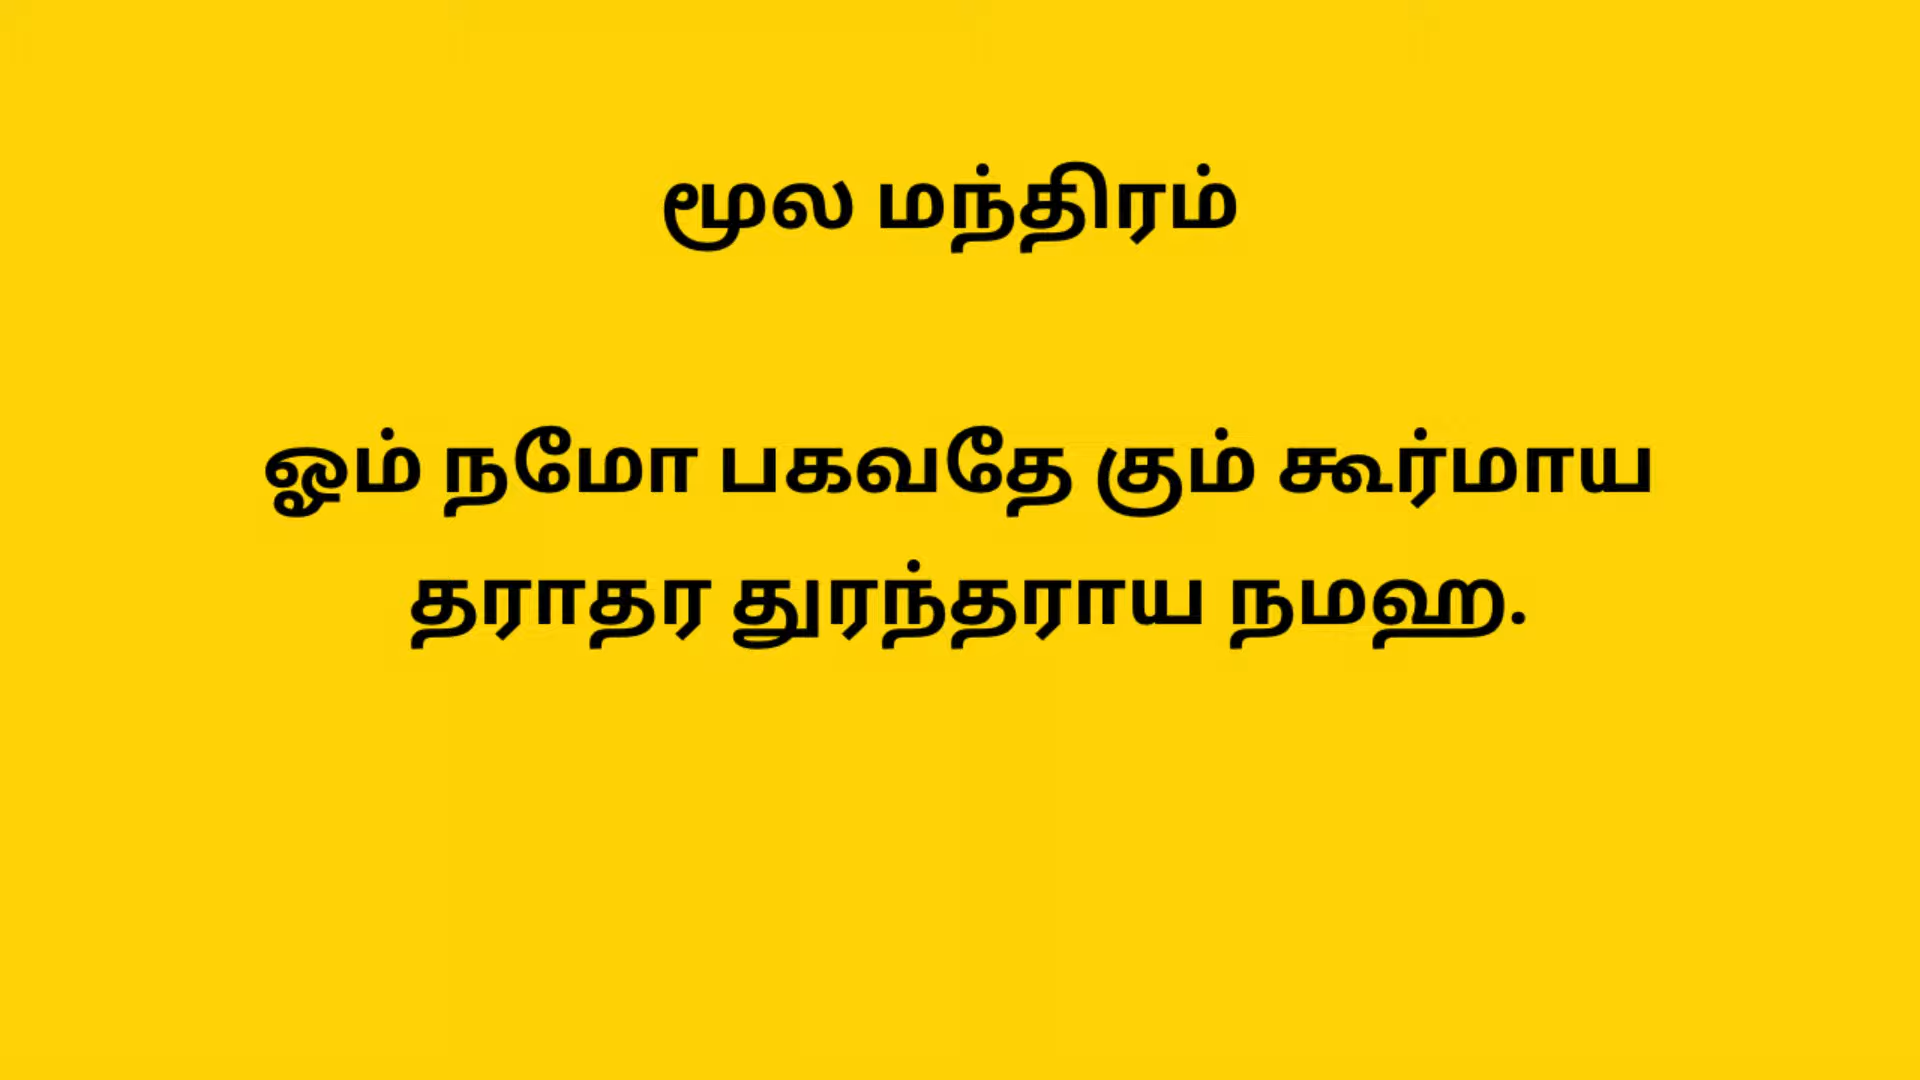 மூல மந்திரம்
ஓம் நமோ பகவதே கும் கூர்மாய
தராதர துரந்தராய நமஹ.